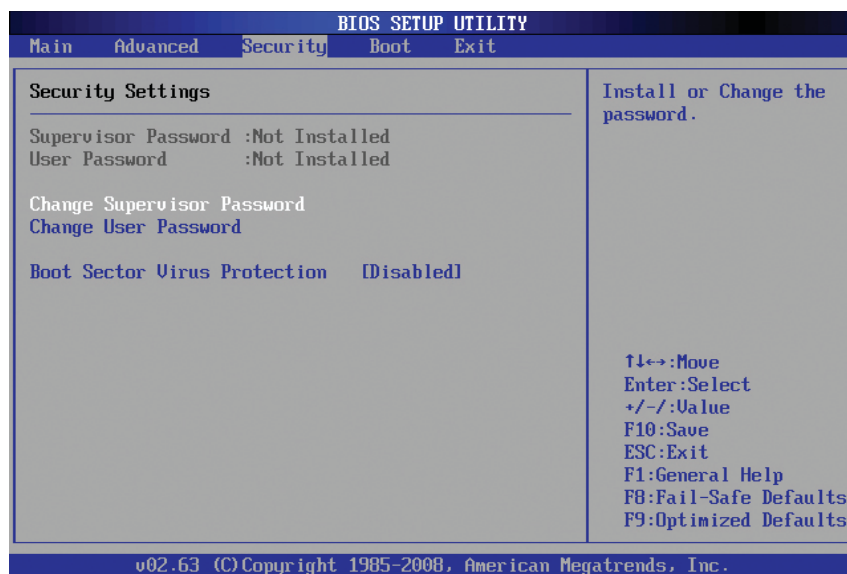 BIOS SETUP UTILITY
Main Advanced Security Boot Exit
Security Settings
Supervisor Password :Not Installed
User Password :Not Installed
Change Supervisor Password
Change User Password
Boot Sector Virus Protection [Disabled]
Install or Change the
password.
↑↓←→:Move
Enter:Select
+/-/:Value
F10:Save
ESC:Exit
F1:General Help
F8:Fail-Safe Defaults
F9:Optimized Defaults
v02.63 (C)Copyright 1985-2008, American Megatrends, Inc.